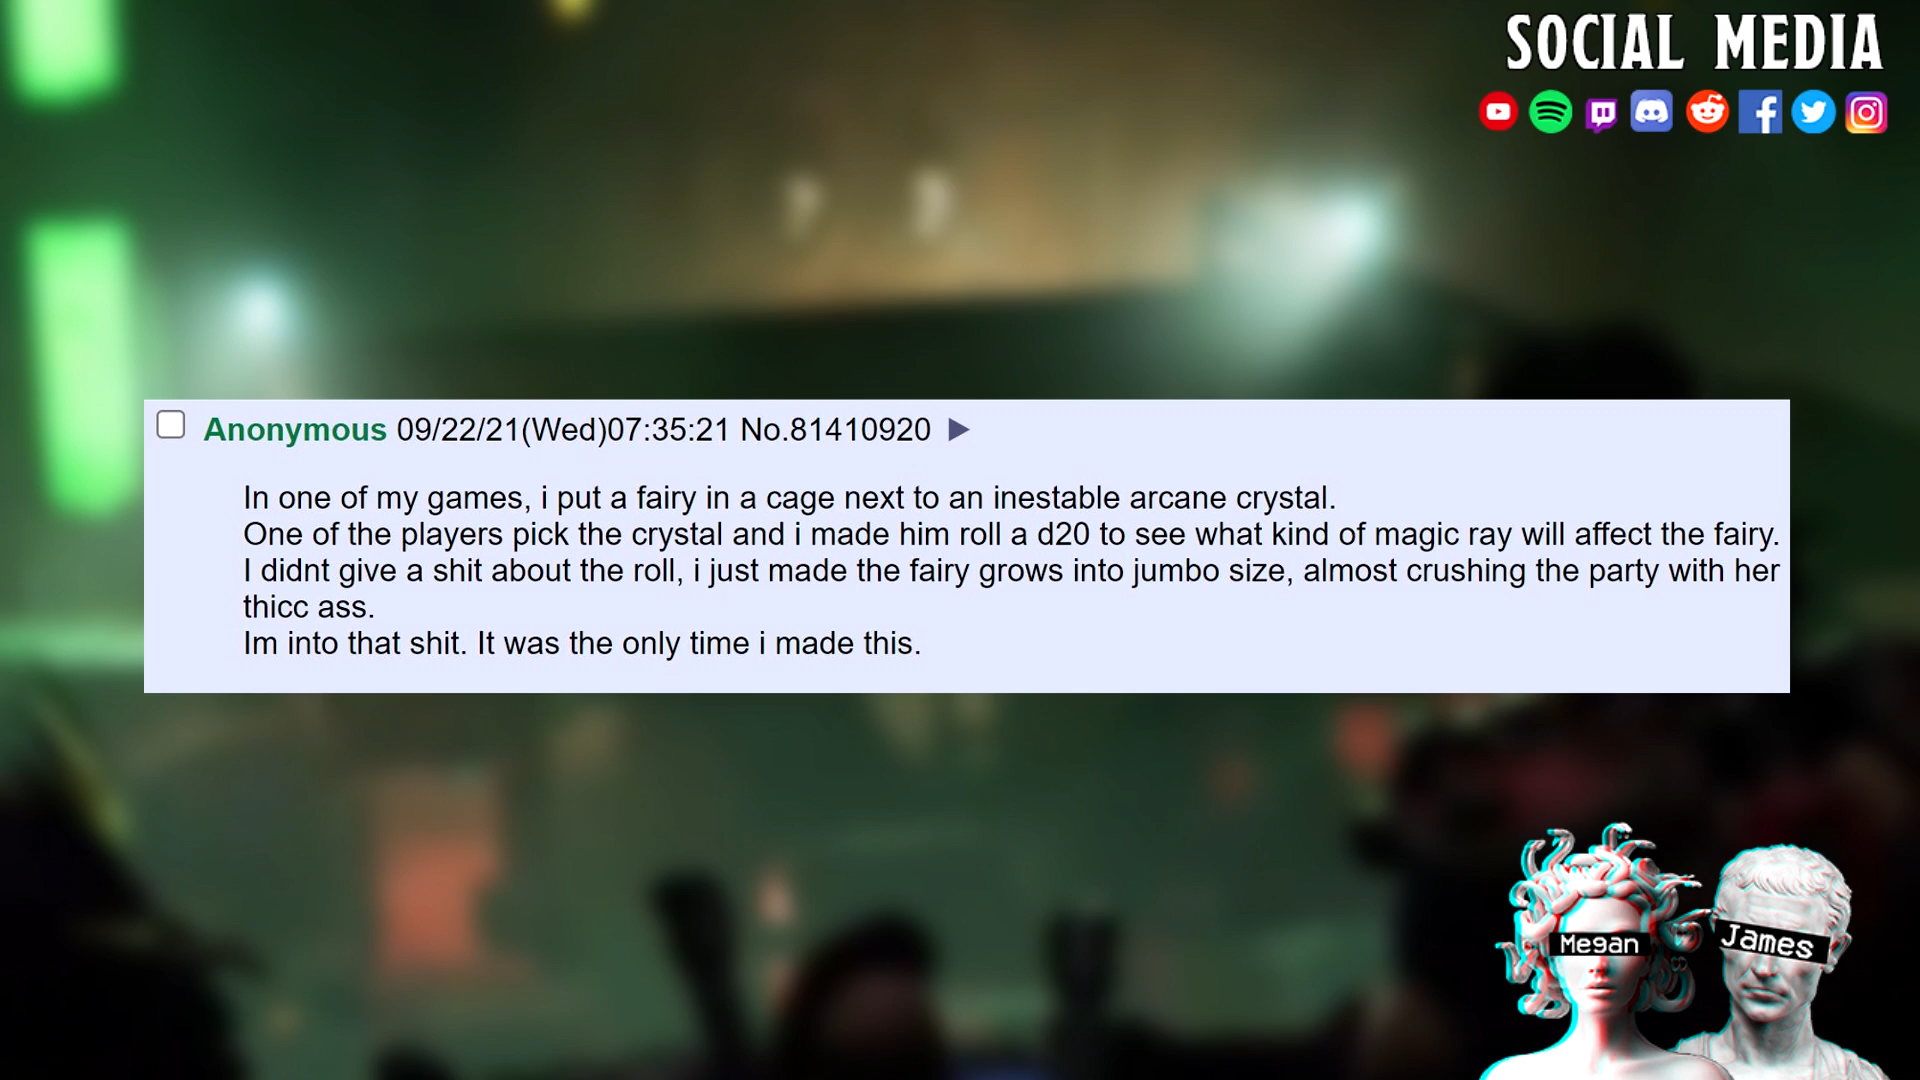 SOCIAL MEDIA
Anonymous 09/22/21(Wed)07:35:21 No.81410920 ▶
In one of my games, i put a fairy in a cage next to an inestable arcane crystal.
One of the players pick the crystal and i made him roll a d20 to see what kind of magic ray will affect the fairy.
I didnt give a shit about the roll, i just made the fairy grows into jumbo size, almost crushing the party with her
thicc ass.
Im into that shit. It was the only time i made this.
Megan
James